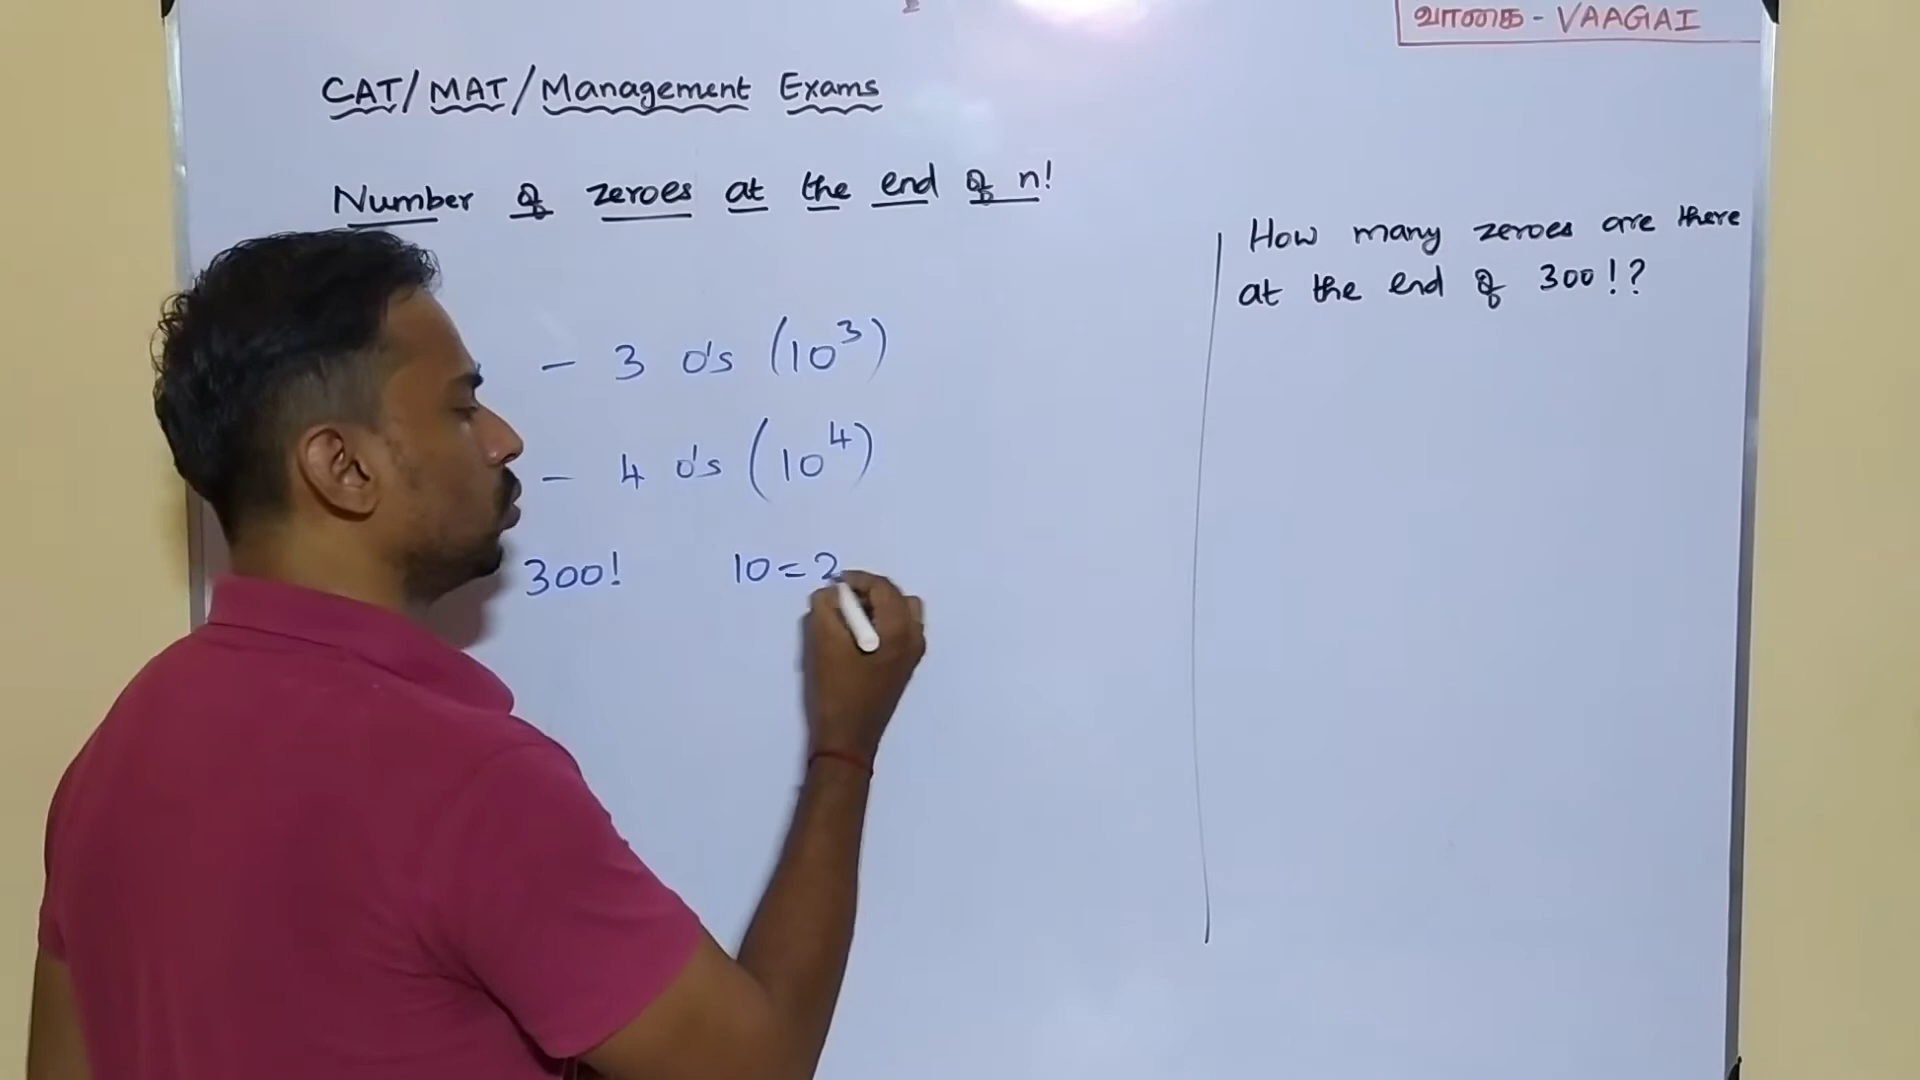 வாகை - VAAGAI
CAT/MAT/Management Exams
Number of zeroes at the end of n!
How many zeroes are there
at the end of 300!?
- 3 0's (10³)
- 4 0's (10⁴)
300! 10=2